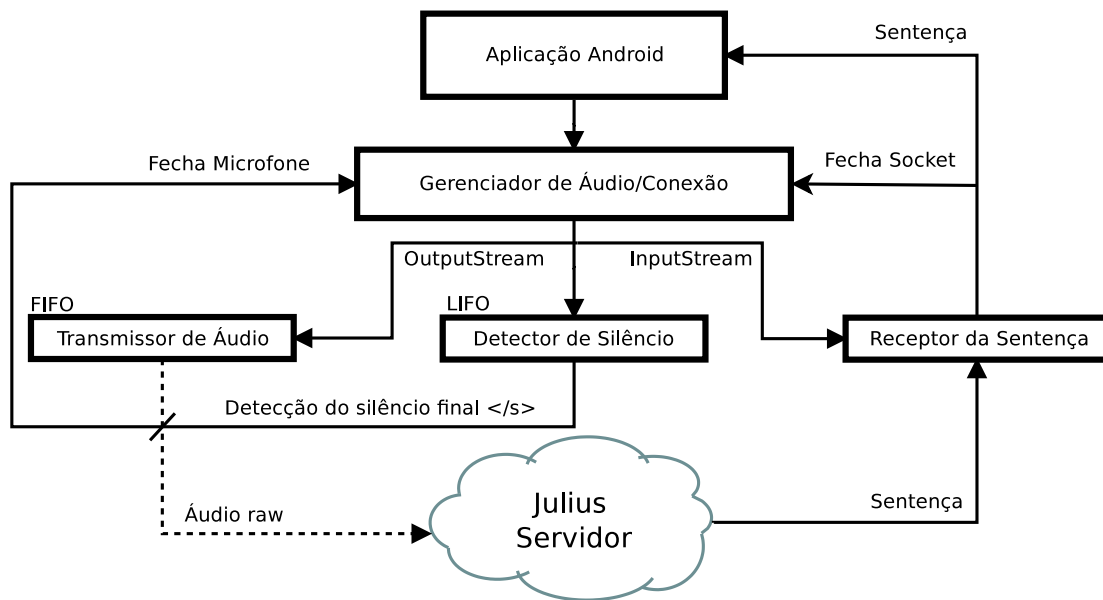 Sentença
Aplicação Android
Fecha Microfone
Fecha Socket
Gerenciador de Áudio/Conexão
OutputStream
InputStream
FIFO
LIFO
Transmissor de Áudio
Detector de Silêncio
Receptor da Sentença
Detecção do silêncio final </s>
Áudio raw
Julius
Servidor
Sentença